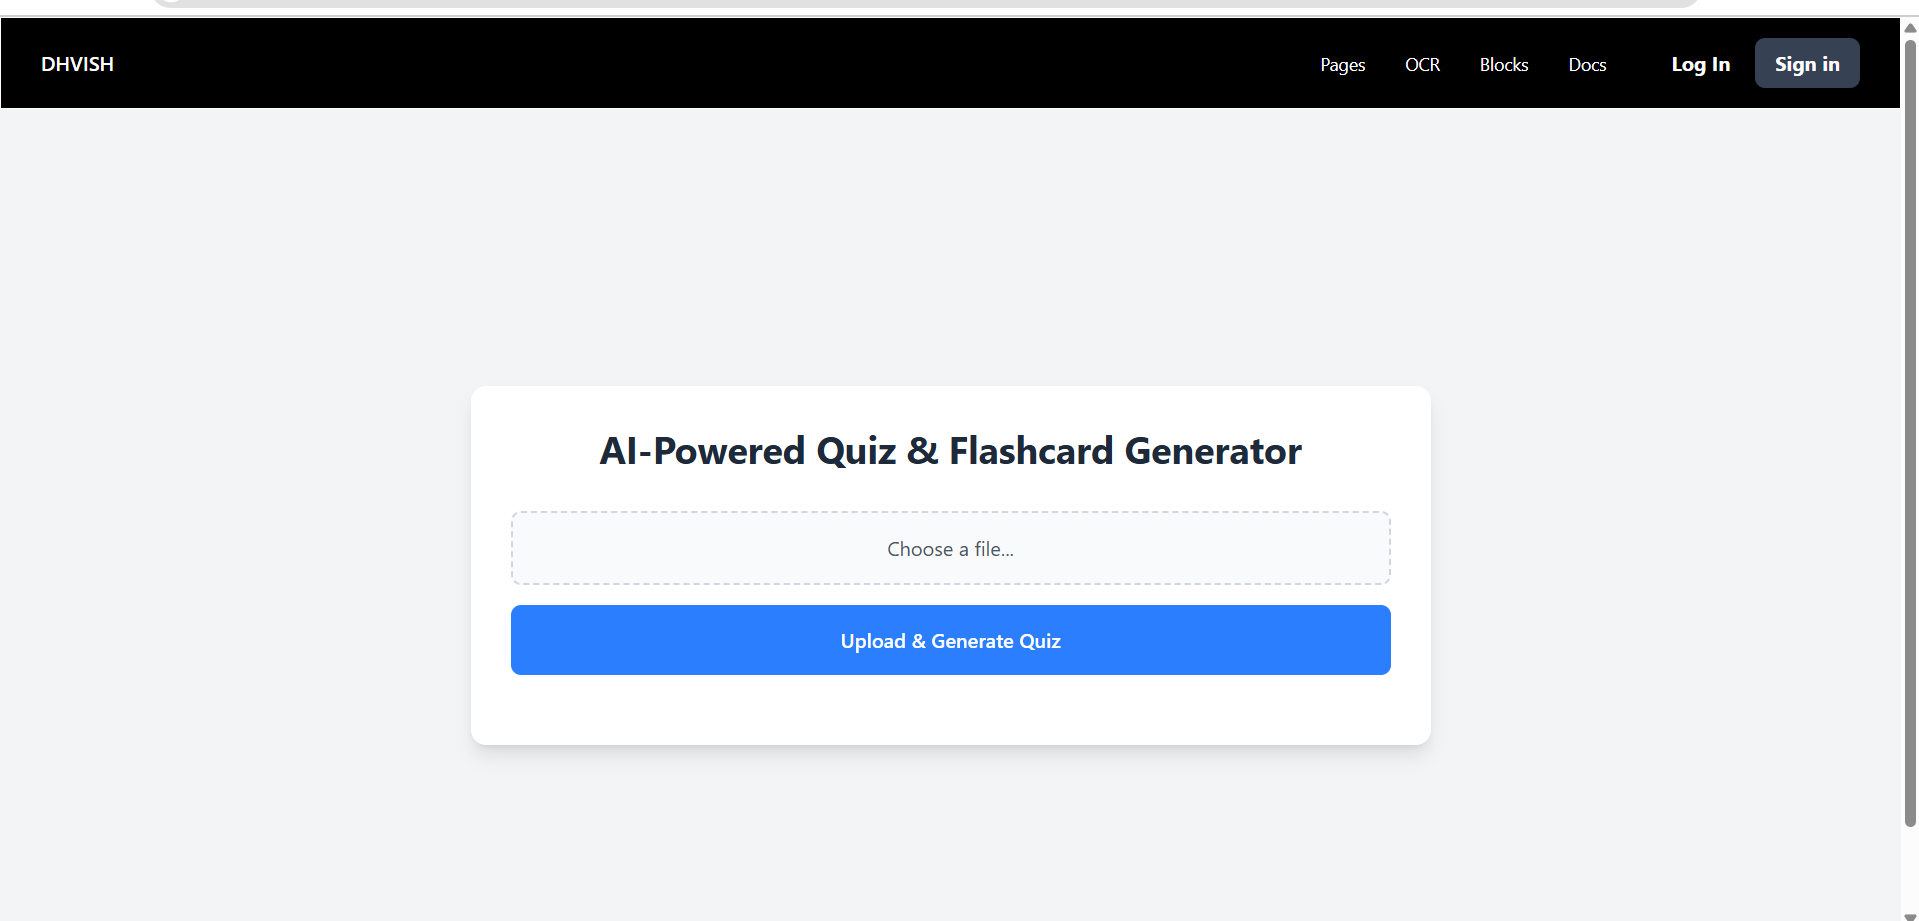 DHVISH
Pages OCR Blocks Docs Log In Sign in
AI-Powered Quiz & Flashcard Generator
Choose a file...
Upload & Generate Quiz